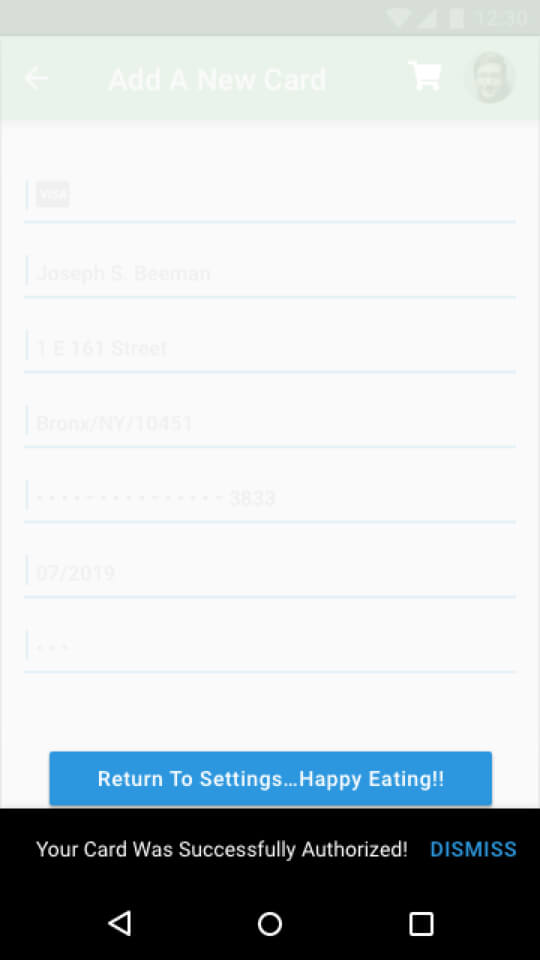 12:30
Add A New Card
VISA
Joseph S. Beeman
1 E 161 Street
Bronx/NY/10451
- - - - - - - - - - - - - - - 3833
07/2019
- - -
Return To Settings...Happy Eating!!
Your Card Was Successfully Authorized! DISMISS